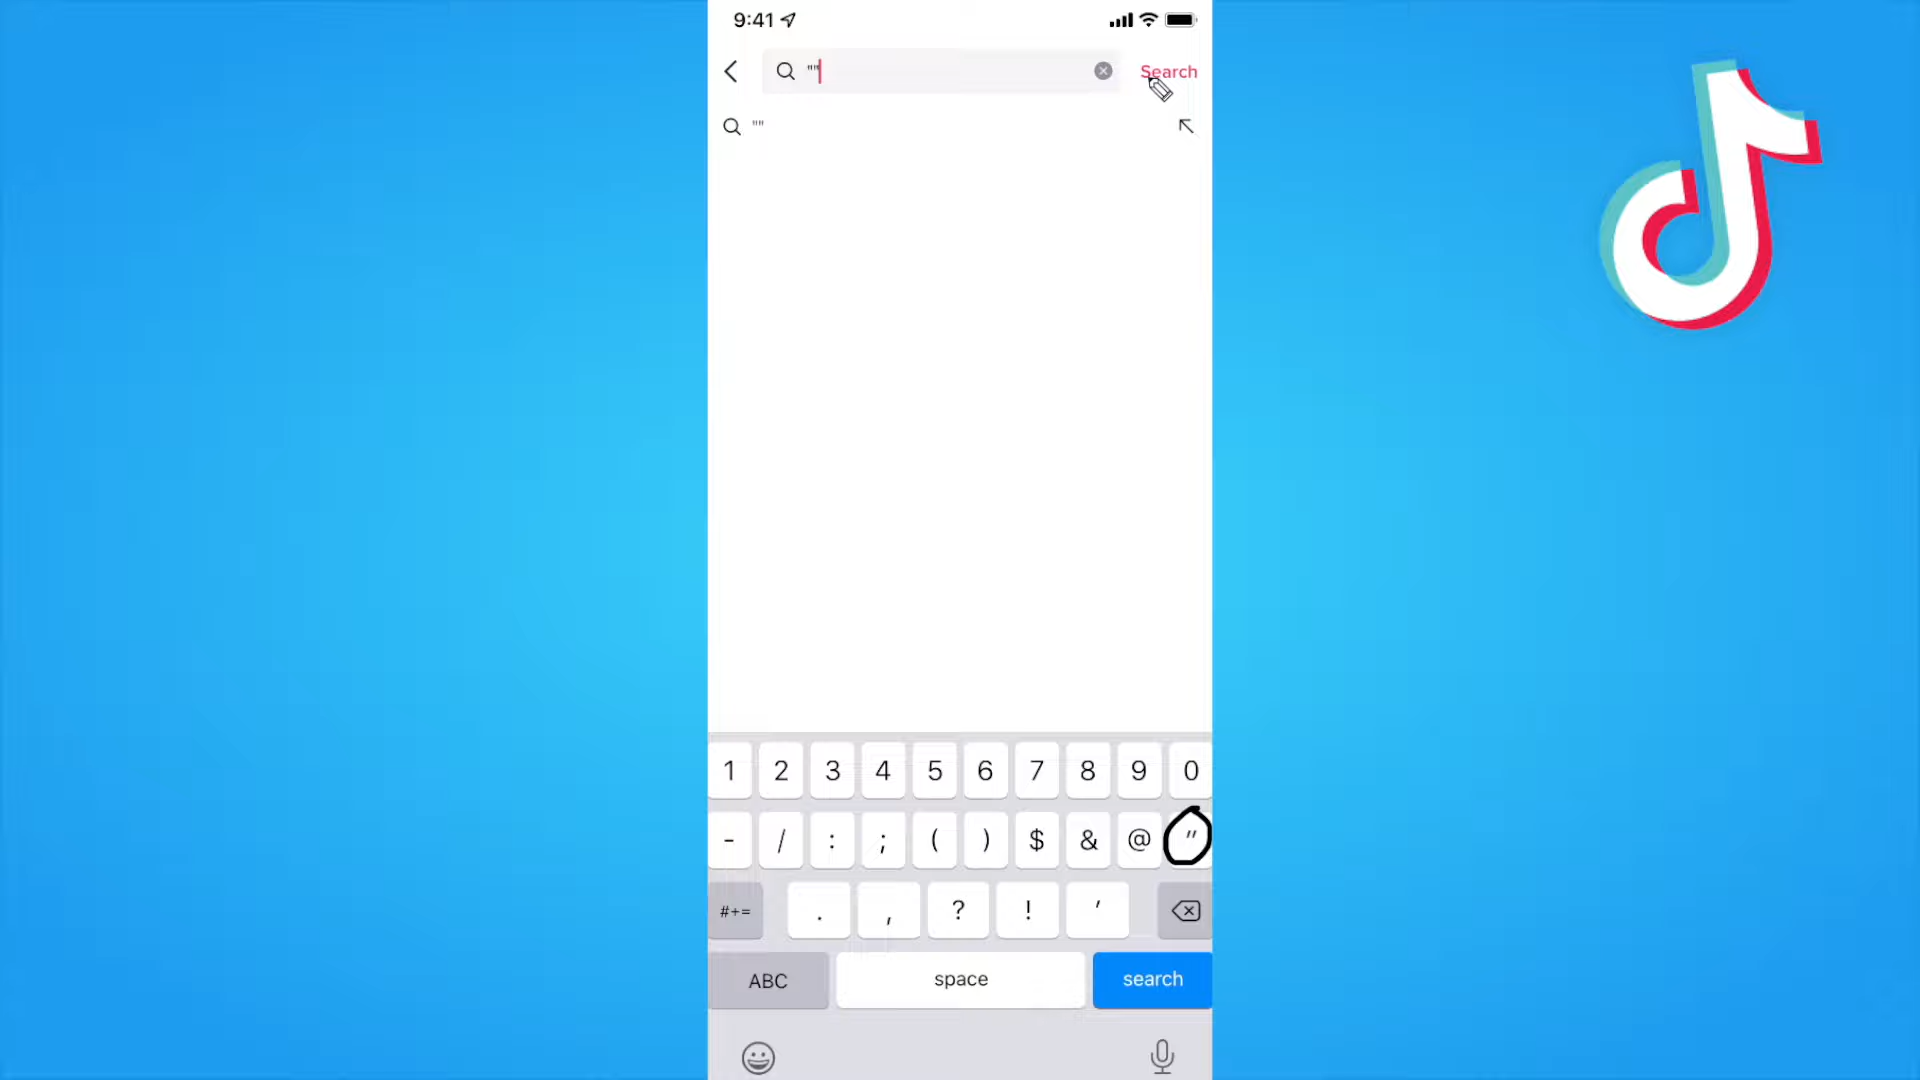 9:41
"" Search
""
1 2 3 4 5 6 7 8 9 0
- / : ; ( ) $ & @ "
#+= . , ? ! '
ABC space search